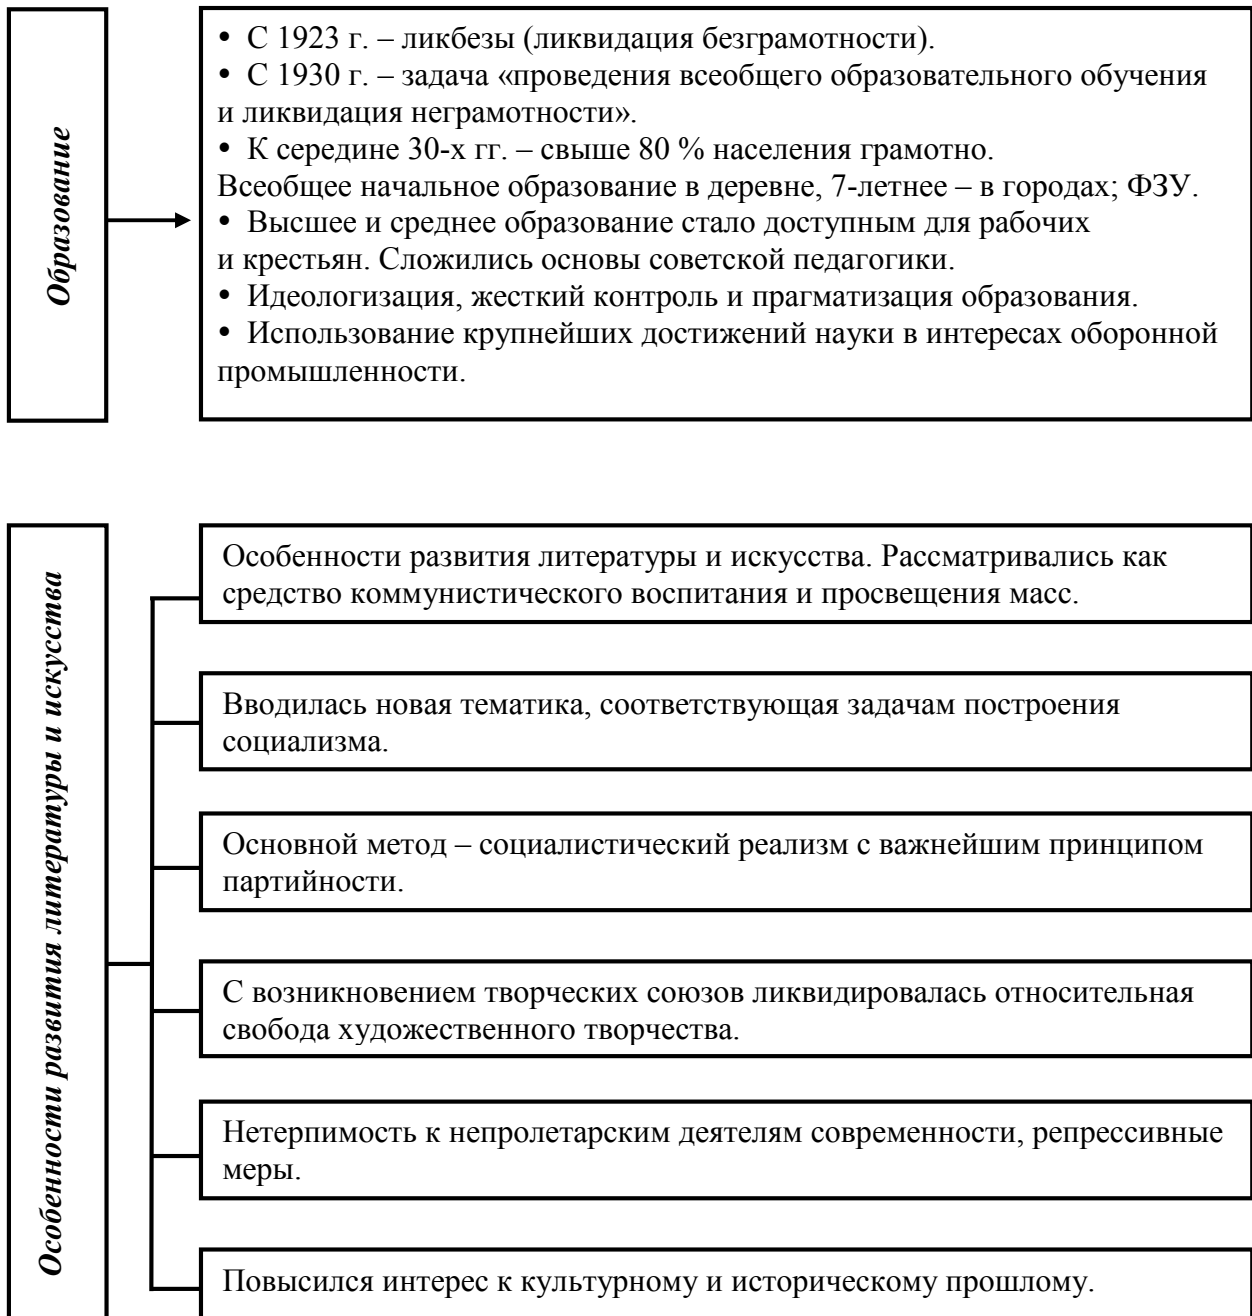 Образование
• С 1923 г. – ликбезы (ликвидация безграмотности).
• С 1930 г. – задача «проведения всеобщего образовательного обучения
и ликвидация неграмотности».
• К середине 30-х гг. – свыше 80 % населения грамотно.
Всеобщее начальное образование в деревне, 7-летнее – в городах; ФЗУ.
• Высшее и среднее образование стало доступным для рабочих
и крестьян. Сложились основы советской педагогики.
• Идеологизация, жесткий контроль и прагматизация образования.
• Использование крупнейших достижений науки в интересах оборонной
промышленности.
Особенности развития литературы и искусства
Особенности развития литературы и искусства. Рассматривались как
средство коммунистического воспитания и просвещения масс.
Вводилась новая тематика, соответствующая задачам построения
социализма.
Основной метод – социалистический реализм с важнейшим принципом
партийности.
С возникновением творческих союзов ликвидировалась относительная
свобода художественного творчества.
Нетерпимость к непролетарским деятелям современности, репрессивные
меры.
Повысился интерес к культурному и историческому прошлому.